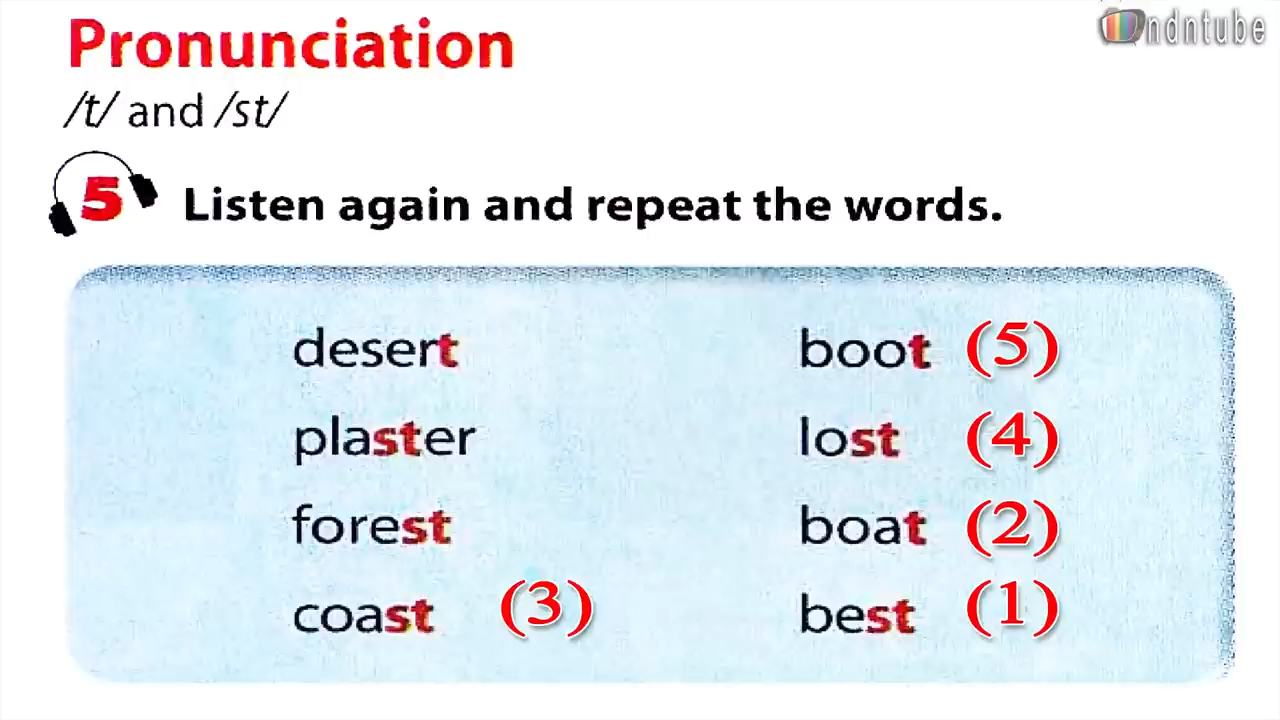 ndntube
Pronunciation
/t/ and /st/
5 Listen again and repeat the words.
desert boot (5)
plaster lost (4)
forest boat (2)
coast (3) best (1)